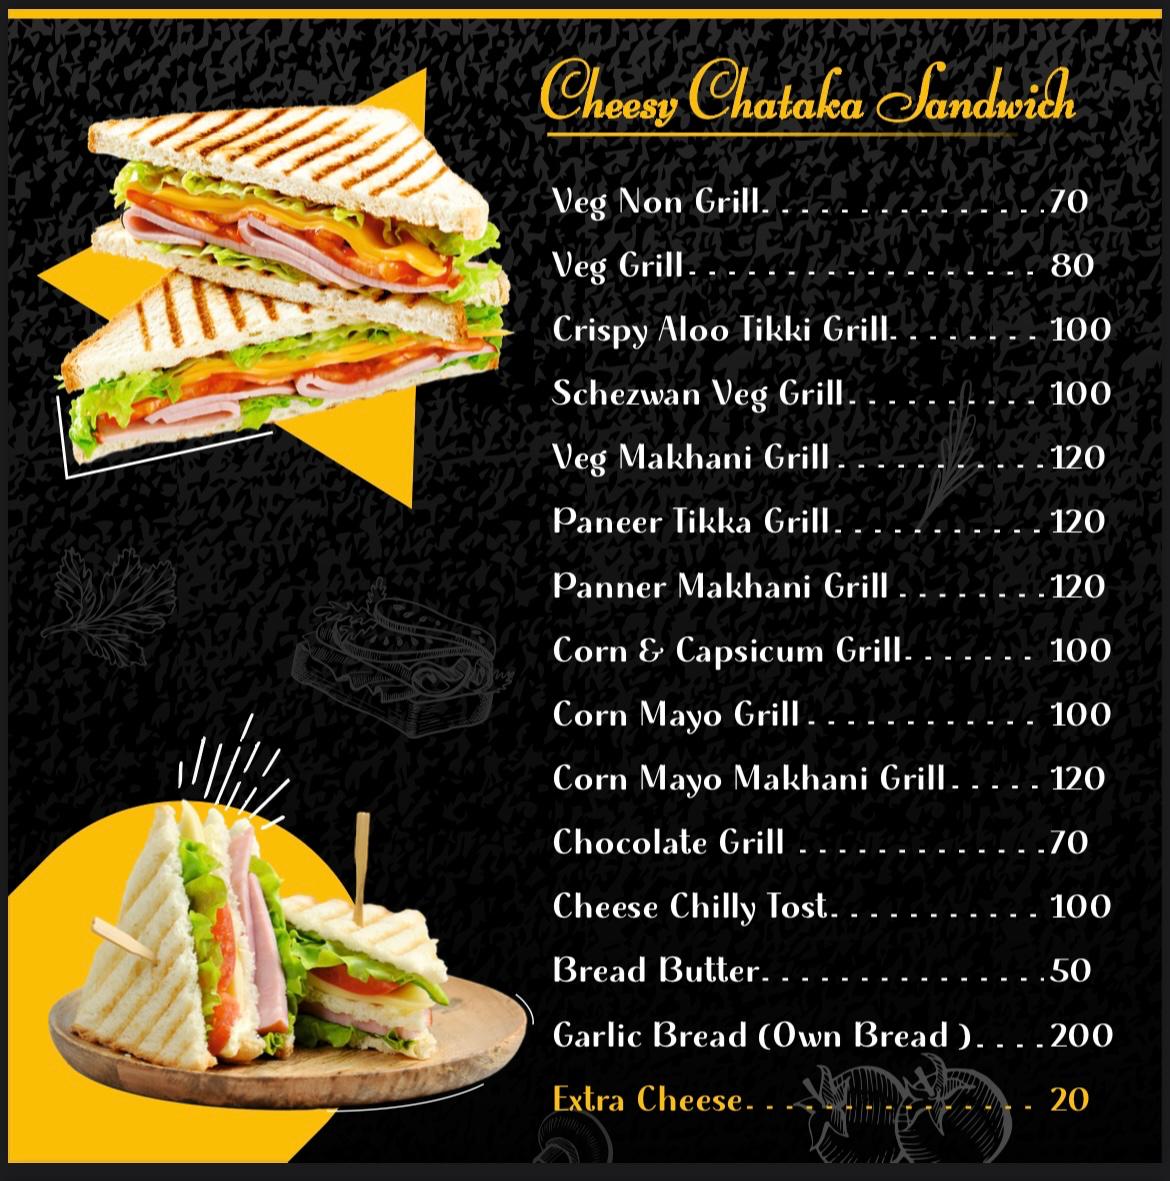 Cheesy Chataka Sandwich
Veg Non Grill. . . . . . . . . . . . . . . .70
Veg Grill. . . . . . . . . . . . . . . . . . . 80
Crispy Aloo Tikki Grill. . . . . . . . . 100
Schezwan Veg Grill. . . . . . . . . . . 100
Veg Makhani Grill . . . . . . . . . . . .120
Paneer Tikka Grill. . . . . . . . . . . .120
Panner Makhani Grill . . . . . . . . .120
Corn & Capsicum Grill. . . . . . . . 100
Corn Mayo Grill . . . . . . . . . . . . . 100
Corn Mayo Makhani Grill. . . . . 120
Chocolate Grill . . . . . . . . . . . . . .70
Cheese Chilly Tost. . . . . . . . . . . . 100
Bread Butter. . . . . . . . . . . . . . . .50
Garlic Bread (Own Bread ). . . .200
Extra Cheese. . . . . . . . . . . . . . . . 20